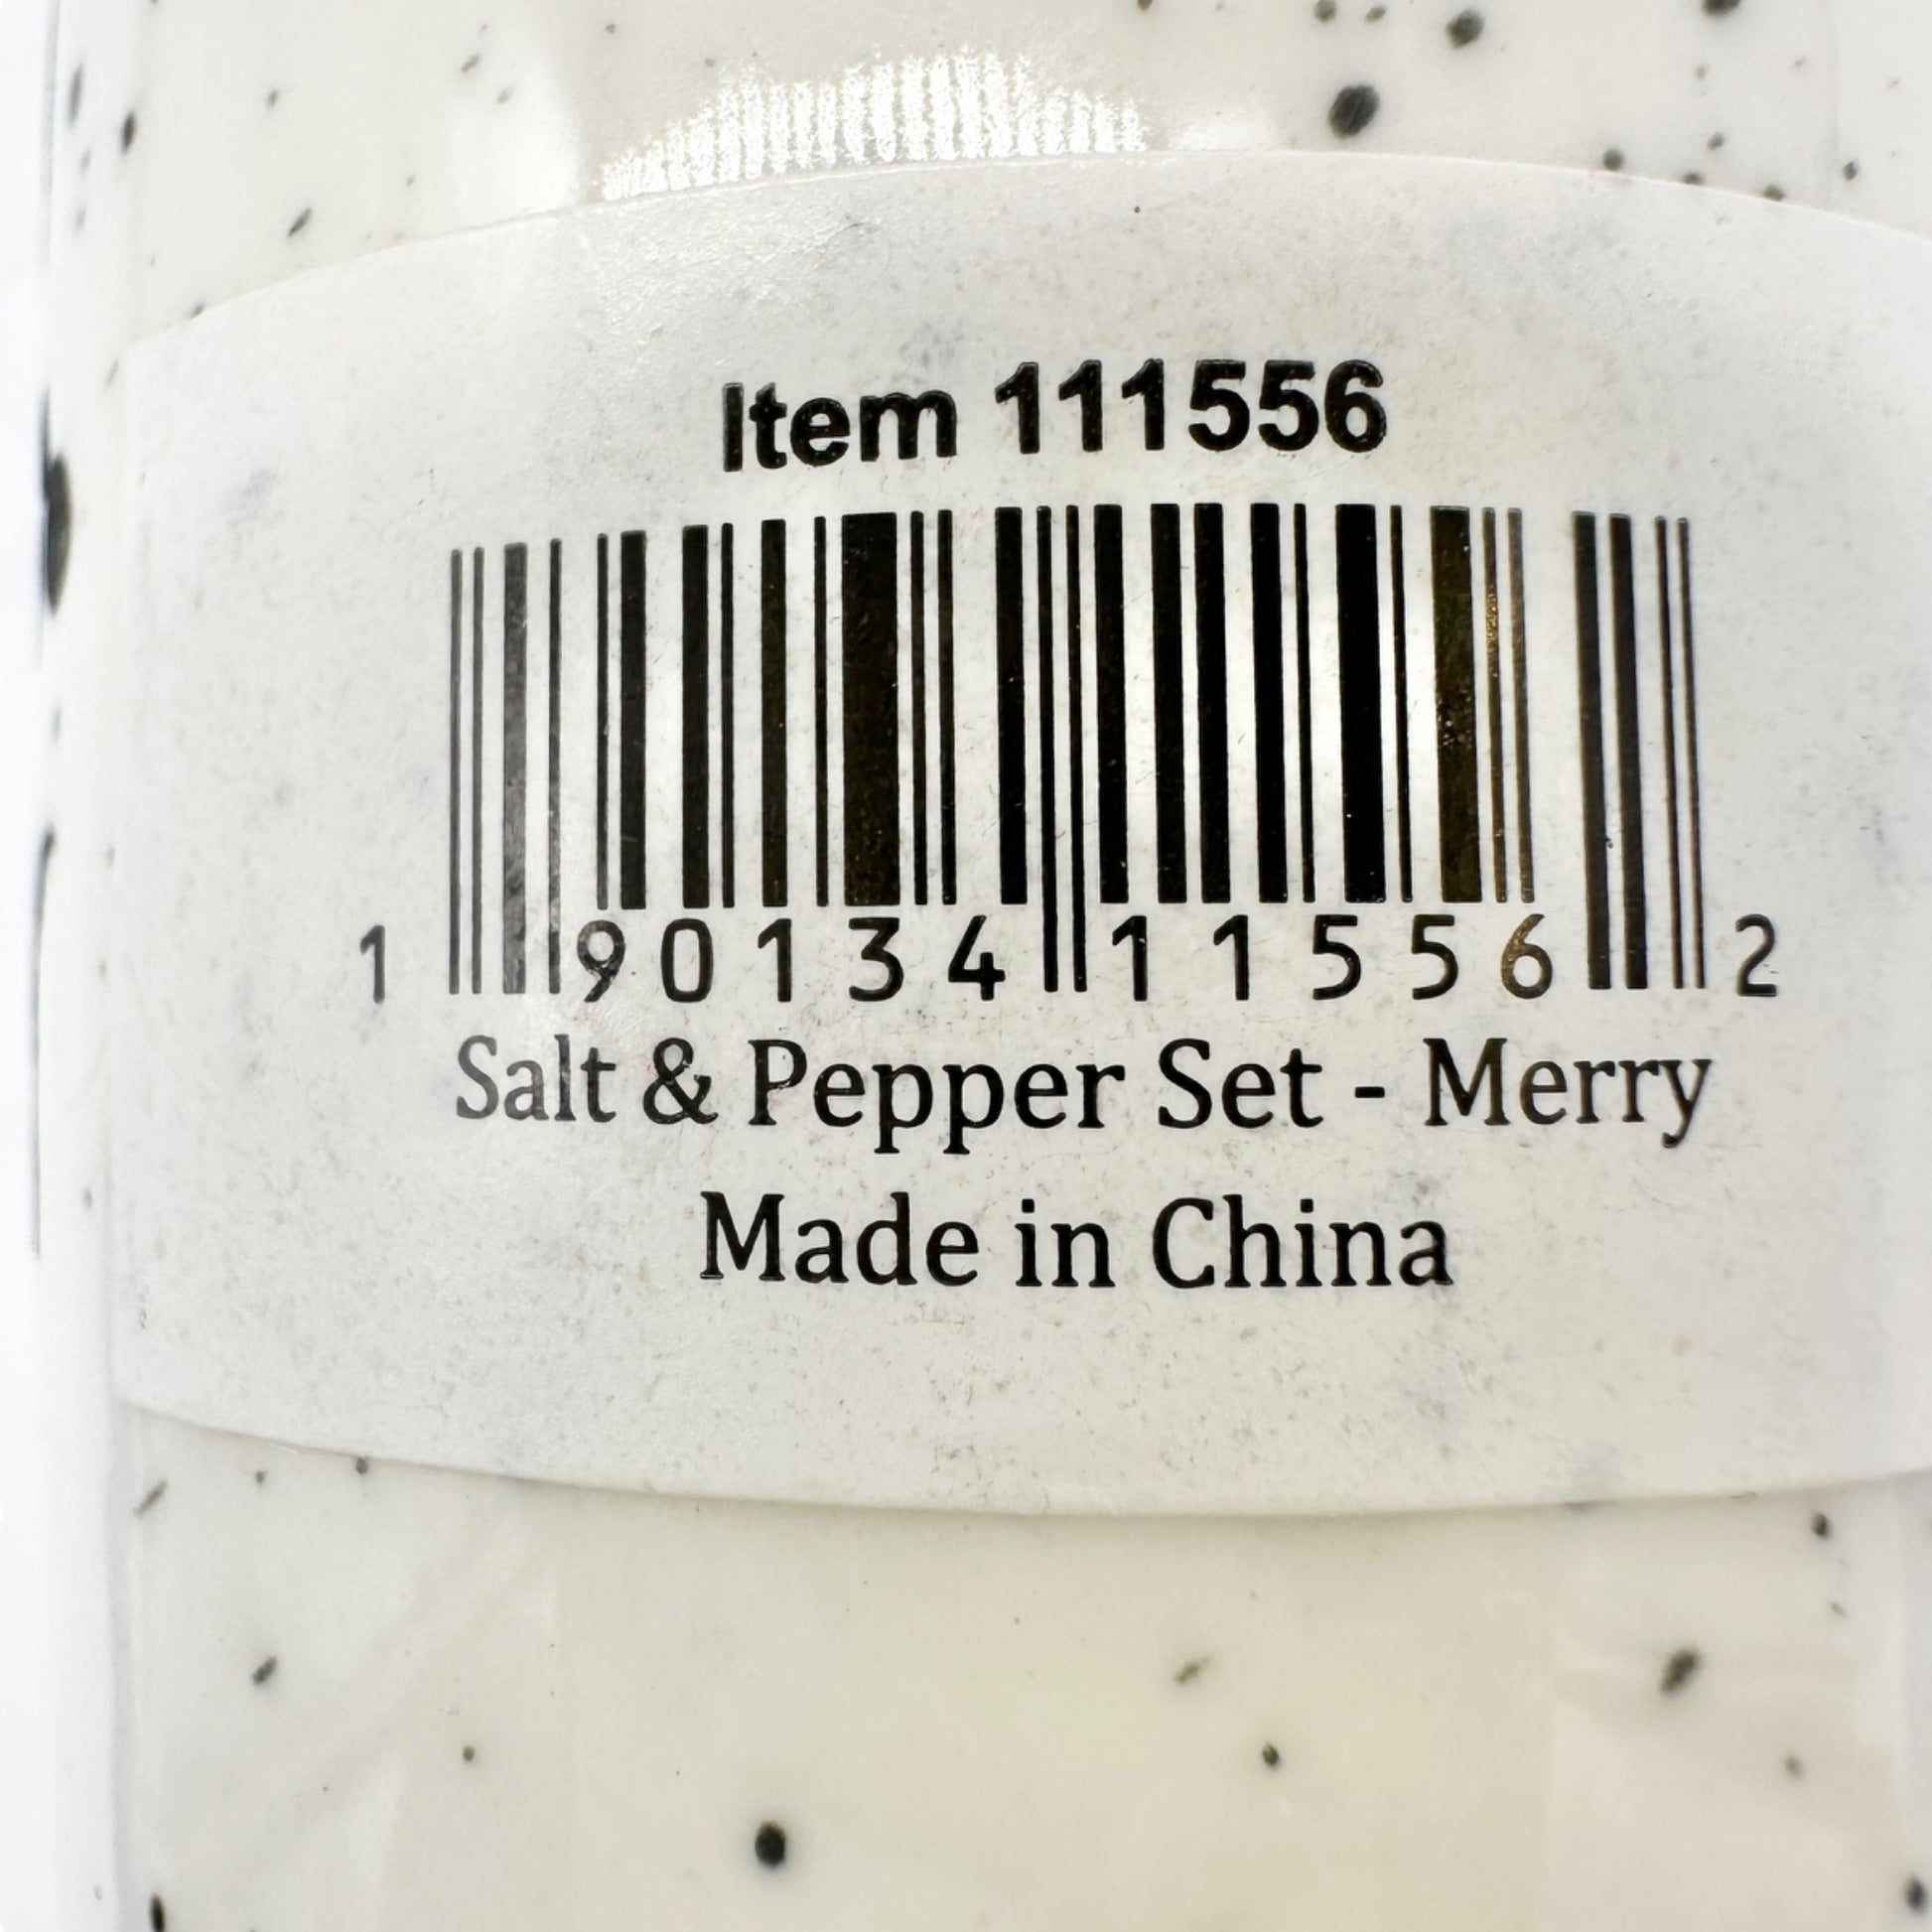 Item 111556
1 90134 11556 2
Salt & Pepper Set - Merry
Made in China